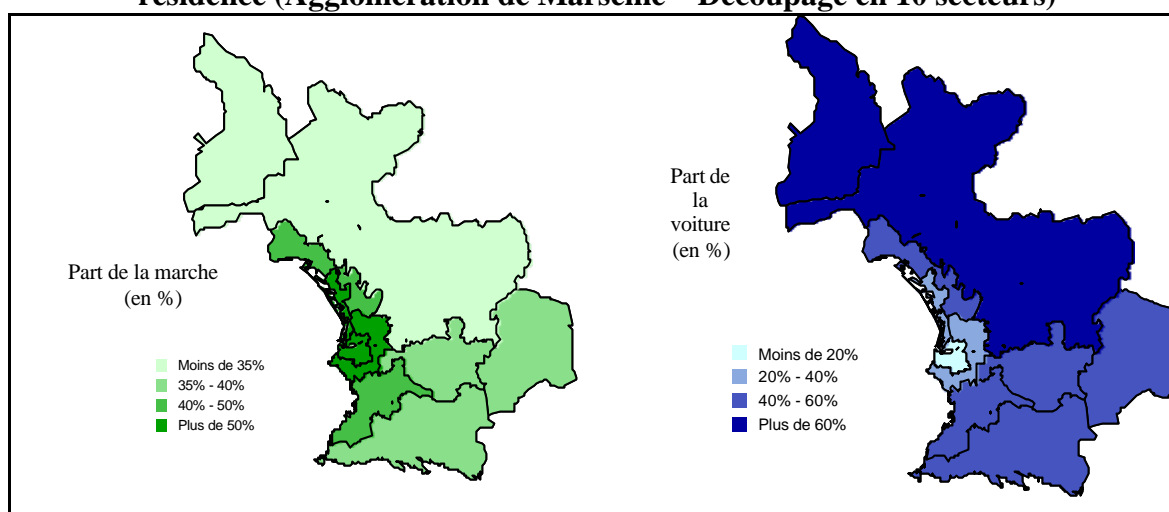 résidence (Agglomération de Marseille – Découpage en 10 secteurs)
Part de la marche
(en %)
Moins de 35%
35% - 40%
40% - 50%
Plus de 50%
Part de
la
voiture
(en %)
Moins de 20%
20% - 40%
40% - 60%
Plus de 60%